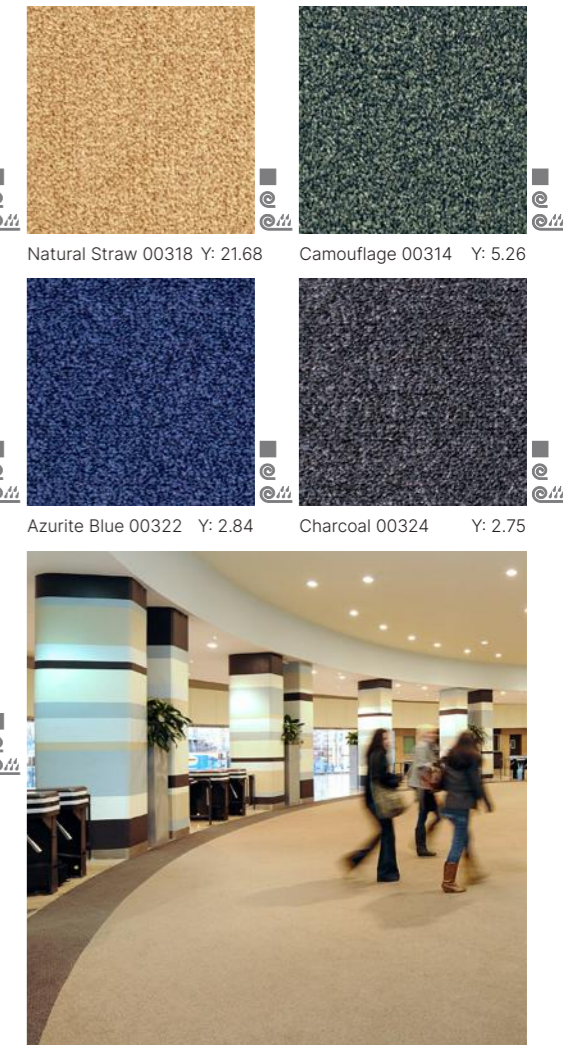 Natural Straw 00318 Y: 21.68
Camouflage 00314 Y: 5.26
Azurite Blue 00322 Y: 2.84
Charcoal 00324 Y: 2.75